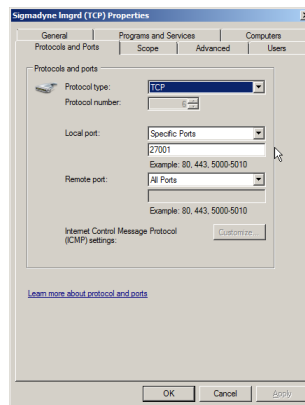 Sigmadyne lmgrd (TCP) Properties
General Programs and Services Computers
Protocols and Ports Scope Advanced Users
Protocols and ports
Protocol type: TCP
Protocol number: 6
Local port: Specific Ports
27001
Example: 80, 443, 5000-5010
Remote port: All Ports
Example: 80, 443, 5000-5010
Internet Control Message Protocol
(ICMP) settings: Customize...
Learn more about protocol and ports
OK Cancel Apply